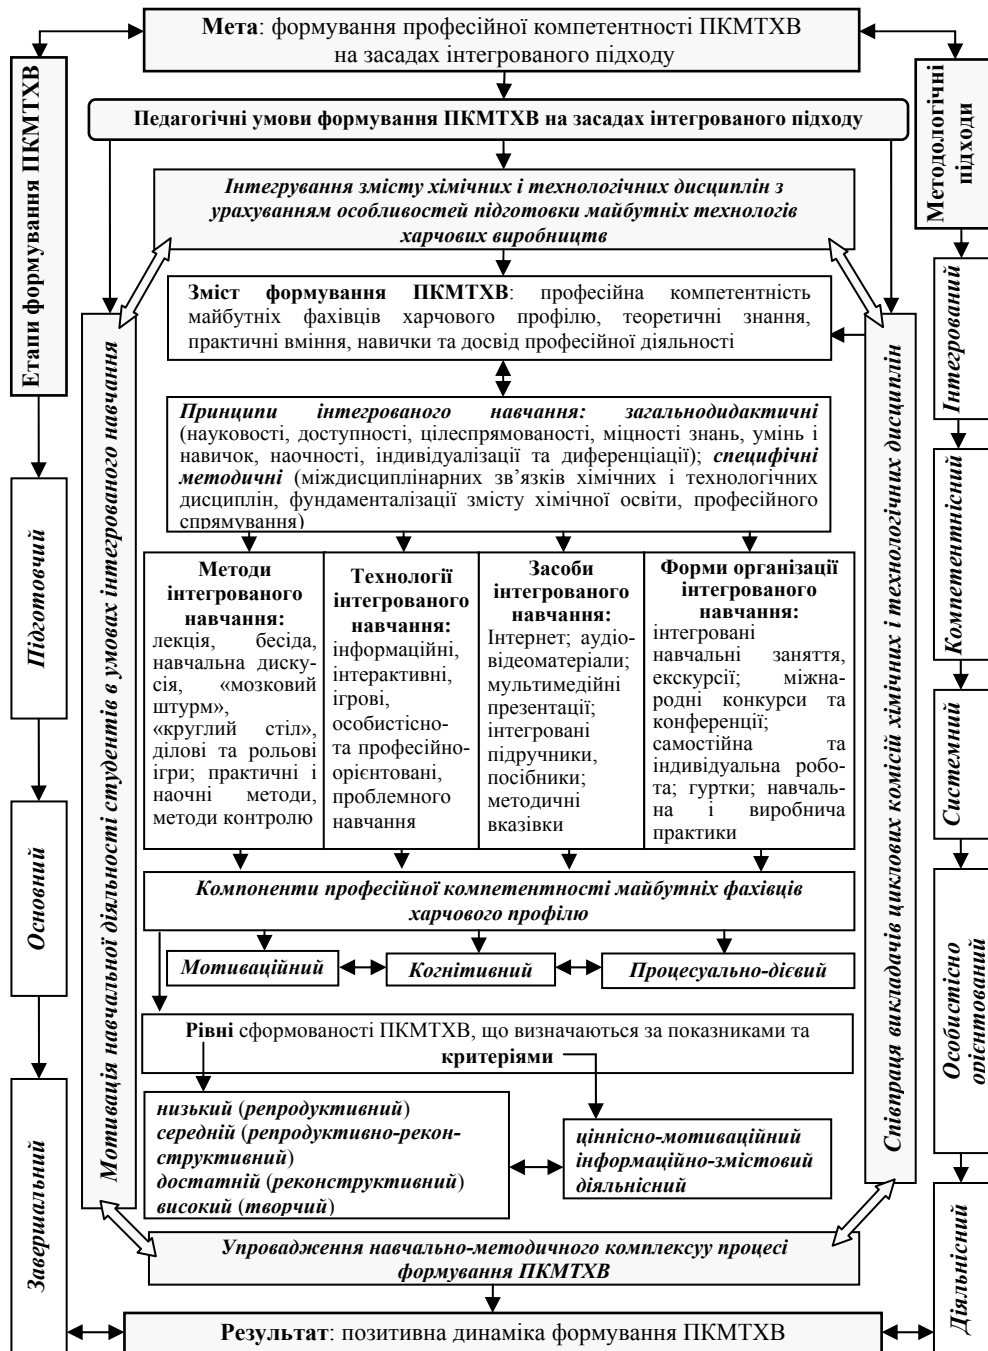 Мета: формування професійної компетентності ПКМТХВ
на засадах інтегрованого підходу
Етапи формування ПКМТХВ
Підготовчий
Основний
Завершальний
Педагогічні умови формування ПКМТХВ на засадах інтегрованого підходу
Мотивація навчальної діяльності студентів в умовах інтегрованого навчання
Інтегрування змісту хімічних і технологічних дисциплін з
урахуванням особливостей підготовки майбутніх технологів
харчових виробництв
Зміст формування ПКМТХВ: професійна компетентність
майбутніх фахівців харчового профілю, теоретичні знання,
практичні вміння, навички та досвід професійної діяльності
Принципи інтегрованого навчання: загальнодидактичні
(науковості, доступності, цілеспрямованості, міцності знань, умінь і
навичок, наочності, індивідуалізації та диференціації); специфічні
методичні (міждисциплінарних зв’язків хімічних і технологічних
дисциплін, фундаменталізації змісту хімічної освіти, професійного
спрямування)
Методи
інтегрованого
навчання:
лекція, бесіда,
навчальна диску-
сія, «мозковий
штурм»,
«круглий стіл»,
ділові та рольові
ігри; практичні і
наочні методи,
методи контролю
Технології
інтегрованого
навчання:
інформаційні,
інтерактивні,
ігрові,
особистісно-
та професійно-
орієнтовані,
проблемного
навчання
Засоби
інтегрованого
навчання:
Інтернет; аудіо-
відеоматеріали;
мультимедійні
презентації;
інтегровані
підручники,
посібники;
методичні
вказівки
Форми організації
інтегрованого
навчання:
інтегровані
навчальні заняття,
екскурсії; міжна-
родні конкурси та
конференції;
самостійна та
індивідуальна робо-
та; гуртки; навчаль-
на і виробнича
практики
Компоненти професійної компетентності майбутніх фахівців
харчового профілю
Мотиваційний
Когнітивний
Процесуально-дієвий
Рівні сформованості ПКМТХВ, що визначаються за показниками та
критеріями
низький (репродуктивний)
середній (репродуктивно-рекон-
структивний)
достатній (реконструктивний)
високий (творчий)
ціннісно-мотиваційний
інформаційно-змістовий
діяльнісний
Упровадження навчально-методичного комплексуу процесі
формування ПКМТХВ
Співпраця викладачів циклових комісій хімічних і технологічних дисциплін
Методологічні
підходи
Інтегрований
Компетентнісний
Системний
Особистісно
орієнтований
Діяльнісний
Результат: позитивна динаміка формування ПКМТХВ